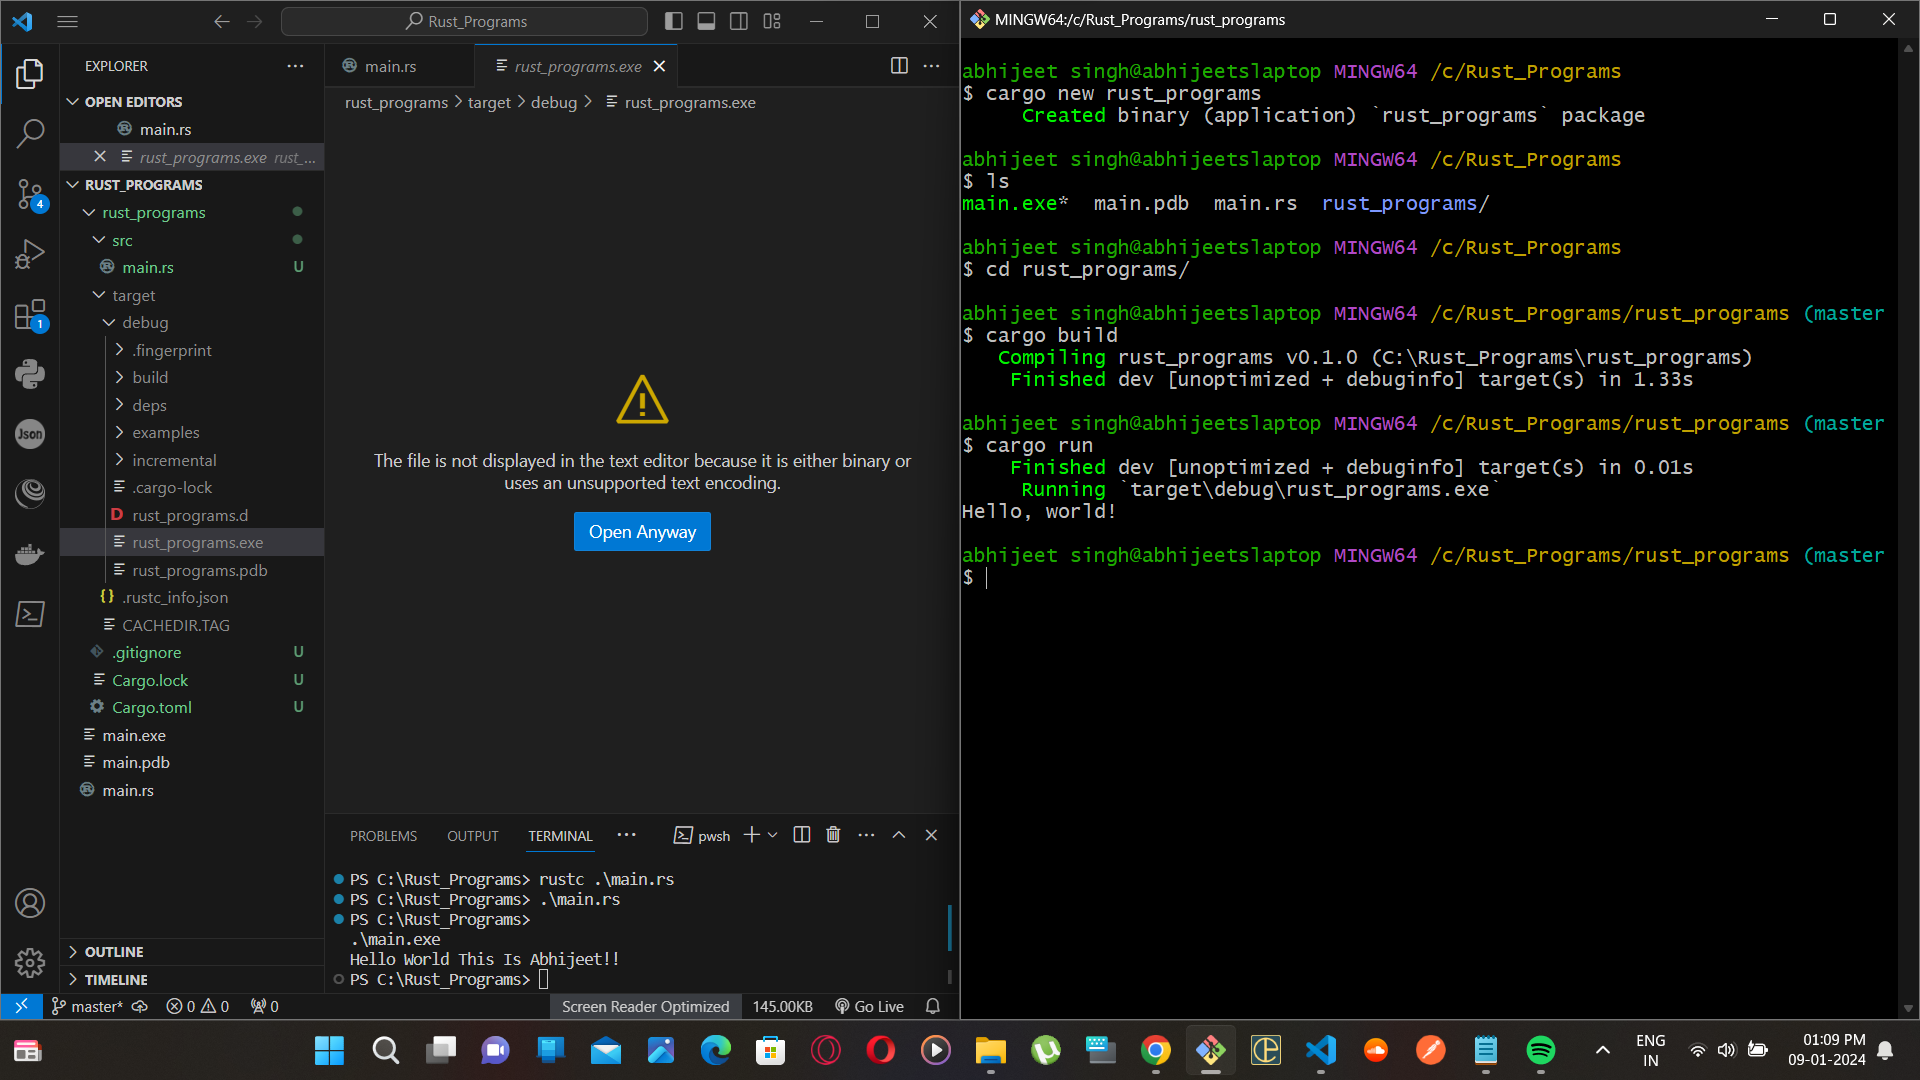 Rust_Programs
EXPLORER
OPEN EDITORS
main.rs
rust_programs.exe rust_...
RUST_PROGRAMS
rust_programs
src
main.rs U
target
debug
.fingerprint
build
deps
examples
incremental
.cargo-lock
D rust_programs.d
rust_programs.exe
rust_programs.pdb
{} .rustc_info.json
CACHEDIR.TAG
.gitignore U
Cargo.lock U
Cargo.toml U
main.exe
main.pdb
main.rs
OUTLINE
TIMELINE
4
1
Json
main.rs
rust_programs.exe
rust_programs > target > debug > rust_programs.exe
The file is not displayed in the text editor because it is either binary or
uses an unsupported text encoding.
Open Anyway
PROBLEMS OUTPUT TERMINAL ... pwsh
PS C:\Rust_Programs> rustc .\main.rs
PS C:\Rust_Programs> .\main.rs
PS C:\Rust_Programs>
.\main.exe
Hello World This Is Abhijeet!!
PS C:\Rust_Programs>
master* 0 0 0 Screen Reader Optimized 145.00KB Go Live
MINGW64:/c/Rust_Programs/rust_programs
abhijeet singh@abhijeetslaptop MINGW64 /c/Rust_Programs
$ cargo new rust_programs
Created binary (application) `rust_programs` package
abhijeet singh@abhijeetslaptop MINGW64 /c/Rust_Programs
$ ls
main.exe* main.pdb main.rs rust_programs/
abhijeet singh@abhijeetslaptop MINGW64 /c/Rust_Programs
$ cd rust_programs/
abhijeet singh@abhijeetslaptop MINGW64 /c/Rust_Programs/rust_programs (master
$ cargo build
Compiling rust_programs v0.1.0 (C:\Rust_Programs\rust_programs)
Finished dev [unoptimized + debuginfo] target(s) in 1.33s
abhijeet singh@abhijeetslaptop MINGW64 /c/Rust_Programs/rust_programs (master
$ cargo run
Finished dev [unoptimized + debuginfo] target(s) in 0.01s
Running `target\debug\rust_programs.exe`
Hello, world!
abhijeet singh@abhijeetslaptop MINGW64 /c/Rust_Programs/rust_programs (master
$
ENG
IN
01:09 PM
09-01-2024